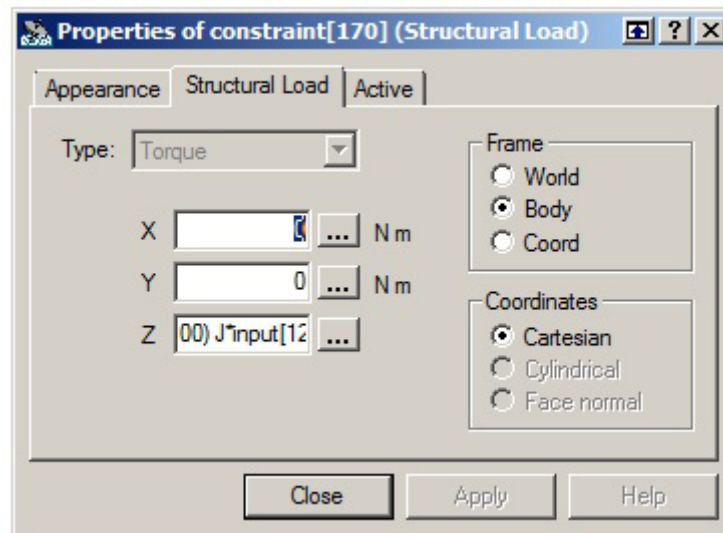 Properties of constraint[170] (Structural Load)
Appearance Structural Load Active
Type: Torque
X 0 ... N m
Y 0 ... N m
Z 00) J*input[12 ...
Frame
World
Body
Coord
Coordinates
Cartesian
Cylindrical
Face normal
Close Apply Help